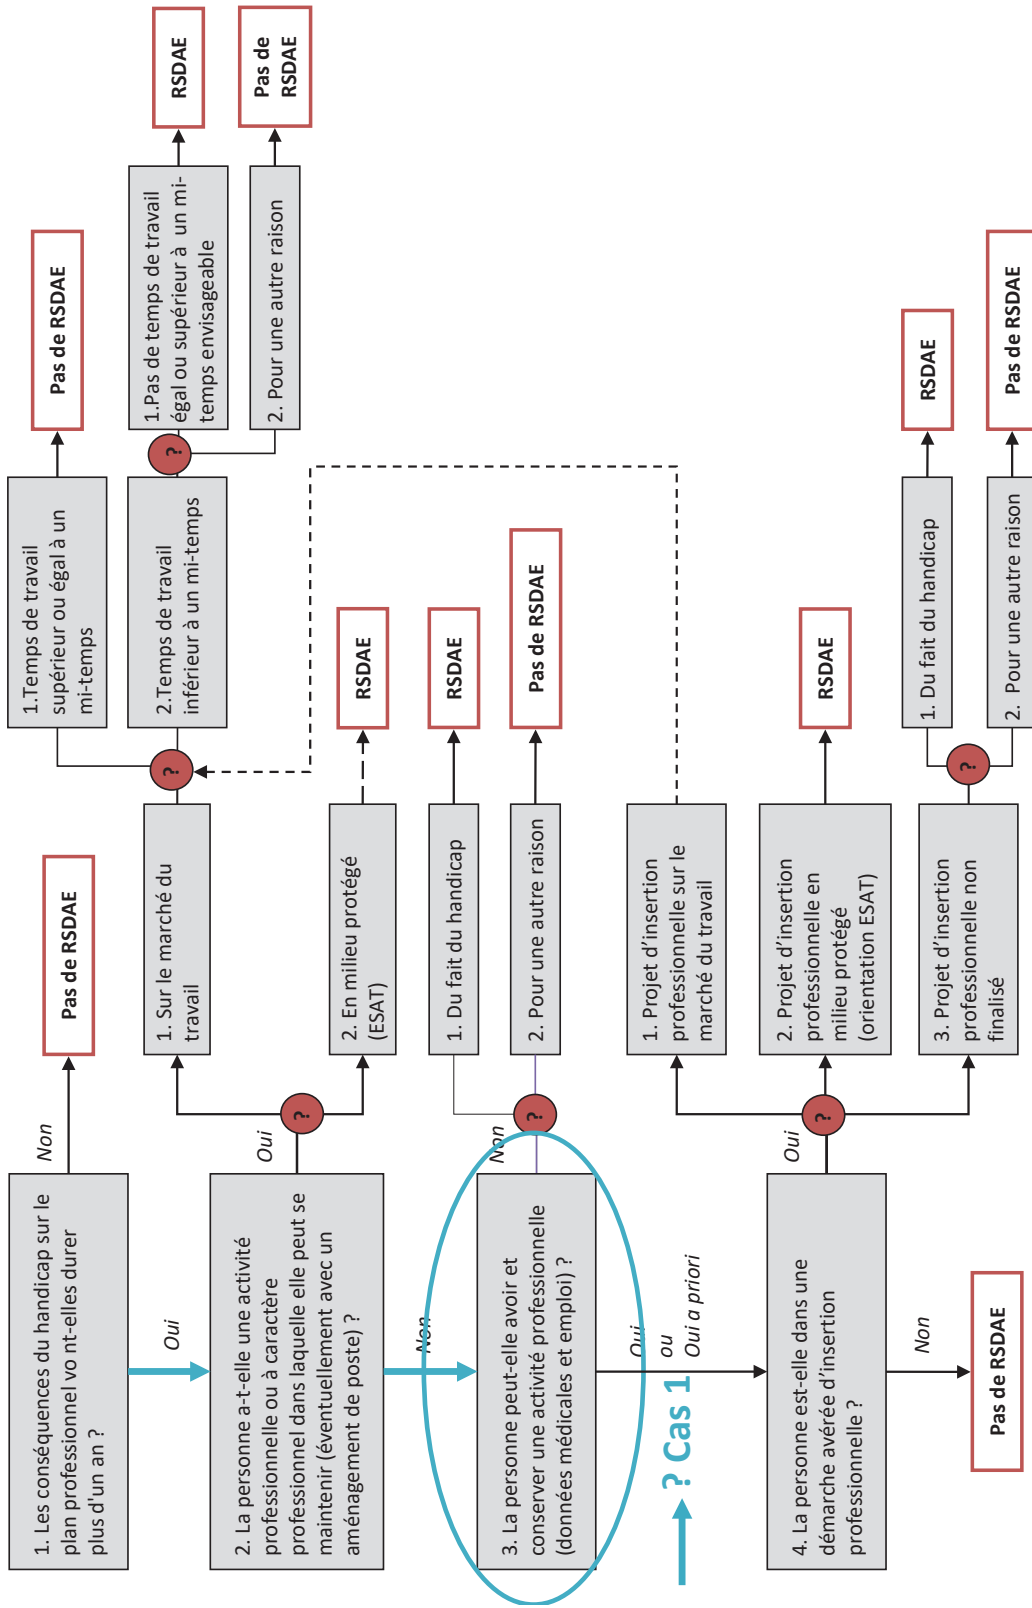 1. Les conséquences du handicap sur le
plan professionnel vo nt-elles durer
plus d'un an ?
Non
Pas de RSDAE
Oui
2. La personne a-t-elle une activité
professionnelle ou à caractère
professionnel dans laquelle elle peut se
maintenir (éventuellement avec un
aménagement de poste) ?
Oui
?
1. Sur le marché du
travail
?
1.Temps de travail
supérieur ou égal à un
mi-temps
Pas de RSDAE
2.Temps de travail
inférieur à un mi-temps
?
1.Pas de temps de travail
égal ou supérieur à un mi-
temps envisageable
RSDAE
2. Pour une autre raison
Pas de
RSDAE
2. En milieu protégé
(ESAT)
RSDAE
Non
3. La personne peut-elle avoir et
conserver une activité professionnelle
(données médicales et emploi) ?
Non
?
1. Du fait du handicap
RSDAE
2. Pour une autre raison
Pas de RSDAE
Oui
ou
Oui a priori
? Cas 1
4. La personne est-elle dans une
démarche avérée d'insertion
professionnelle ?
Oui
?
1. Projet d'insertion
professionnelle sur le
marché du travail
2. Projet d'insertion
professionnelle en
milieu protégé
(orientation ESAT)
RSDAE
3. Projet d'insertion
professionnelle non
finalisé
?
1. Du fait du handicap
RSDAE
2. Pour une autre raison
Pas de RSDAE
Non
Pas de RSDAE